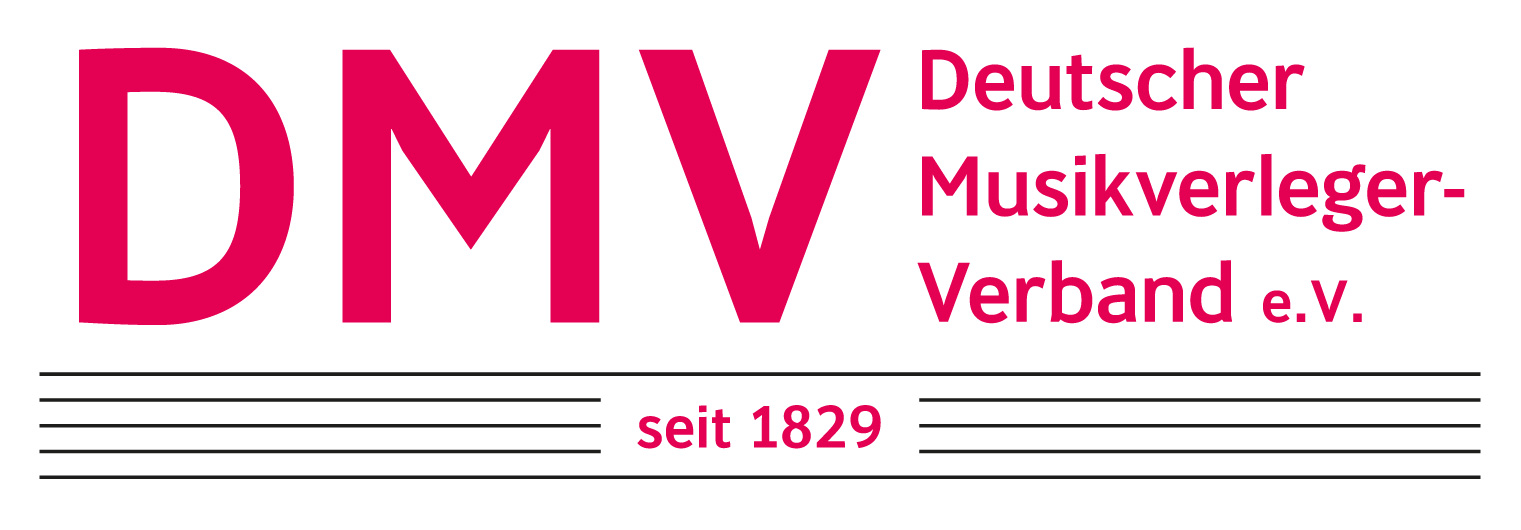 DMV
Deutscher
Musikverleger-
Verband e.V.
seit 1829